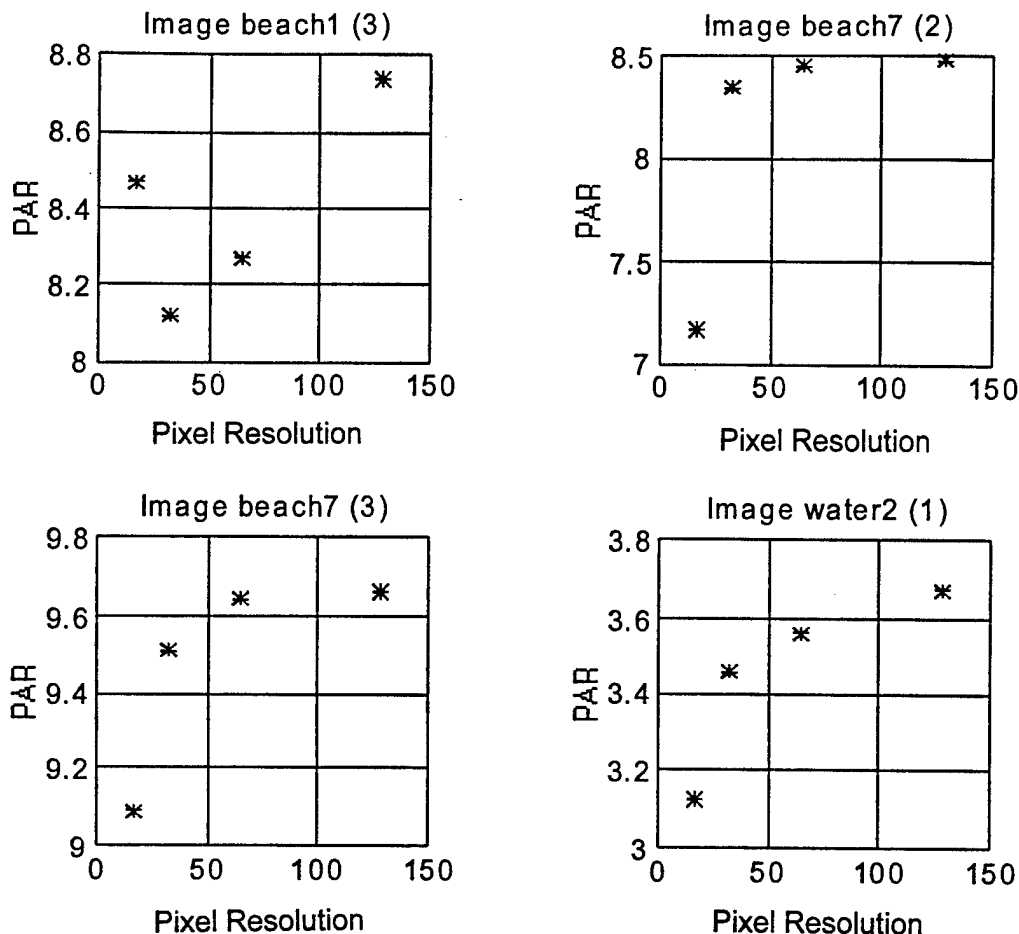 Image beach1 (3)
8.8
8.6
8.4
8.2
8
PAR
0 50 100 150
Pixel Resolution
Image beach7 (2)
8.5
8
7.5
7
PAR
0 50 100 150
Pixel Resolution
Image beach7 (3)
9.8
9.6
9.4
9.2
9
PAR
0 50 100 150
Pixel Resolution
Image water2 (1)
3.8
3.6
3.4
3.2
3
PAR
0 50 100 150
Pixel Resolution